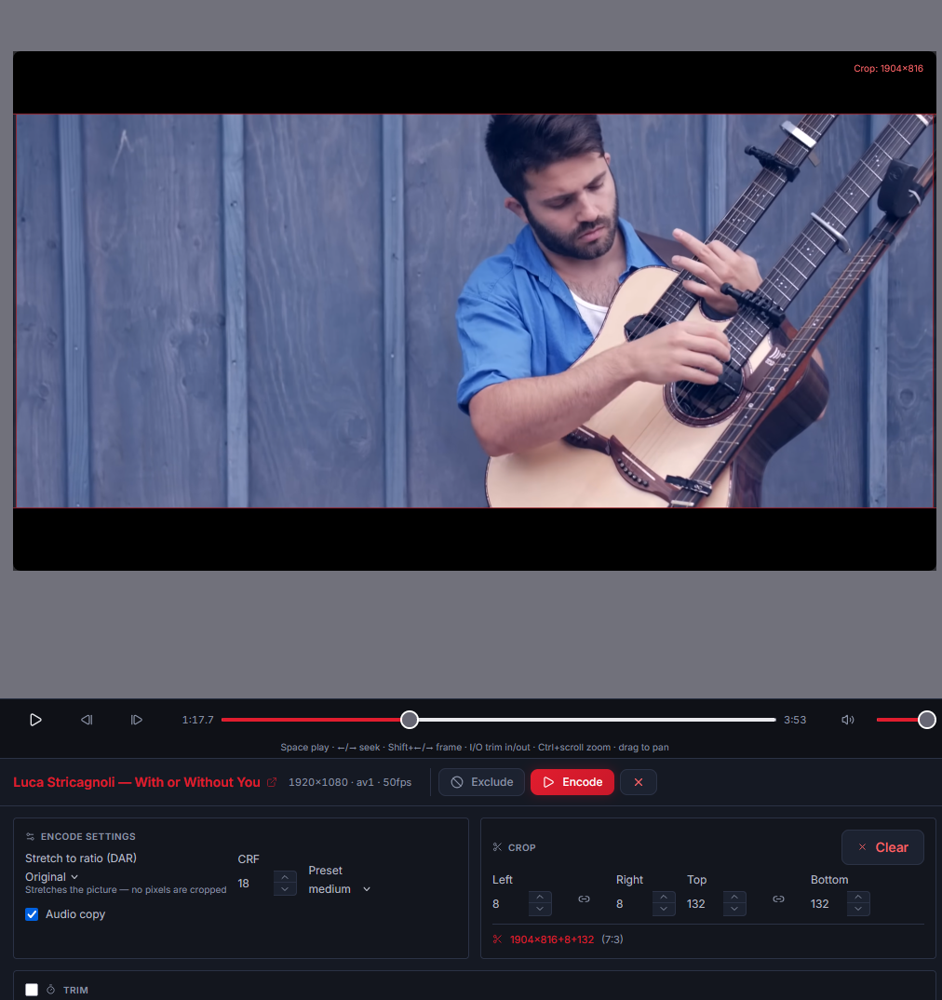 Crop: 1904×816
1:17.7
3:53
Space play · ←/→ seek · Shift+←/→ frame · I/O trim in/out · Ctrl+scroll zoom · drag to pan
Luca Stricagnoli — With or Without You
1920×1080 · av1 · 50fps
Exclude
Encode
ENCODE SETTINGS
Stretch to ratio (DAR)
Original
Stretches the picture — no pixels are cropped
CRF
18
Preset
medium
Audio copy
CROP
Clear
Left
8
Right
8
Top
132
Bottom
132
1904×816+8+132 (7:3)
TRIM